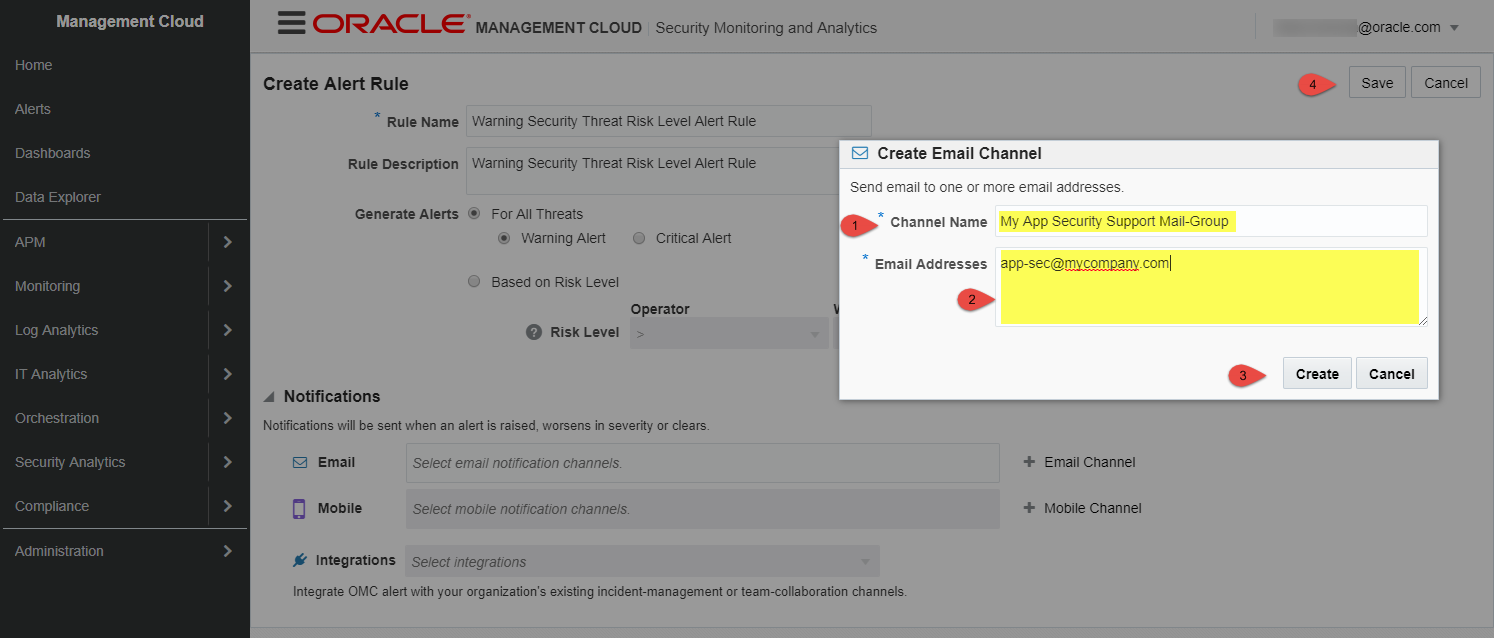 Management Cloud
Home
Alerts
Dashboards
Data Explorer
APM
Monitoring
Log Analytics
IT Analytics
Orchestration
Security Analytics
Compliance
Administration
ORACLE® MANAGEMENT CLOUD Security Monitoring and Analytics
@oracle.com
Create Alert Rule
4 Save Cancel
* Rule Name Warning Security Threat Risk Level Alert Rule
Rule Description Warning Security Threat Risk Level Alert Rule
Generate Alerts For All Threats
Warning Alert Critical Alert
Based on Risk Level
Operator
? Risk Level >
Create Email Channel
Send email to one or more email addresses.
1 * Channel Name My App Security Support Mail-Group
* Email Addresses app-sec@mycompany.com
2
3 Create Cancel
Notifications
Notifications will be sent when an alert is raised, worsens in severity or clears.
Email Select email notification channels. + Email Channel
Mobile Select mobile notification channels. + Mobile Channel
Integrations Select integrations
Integrate OMC alert with your organization's existing incident-management or team-collaboration channels.